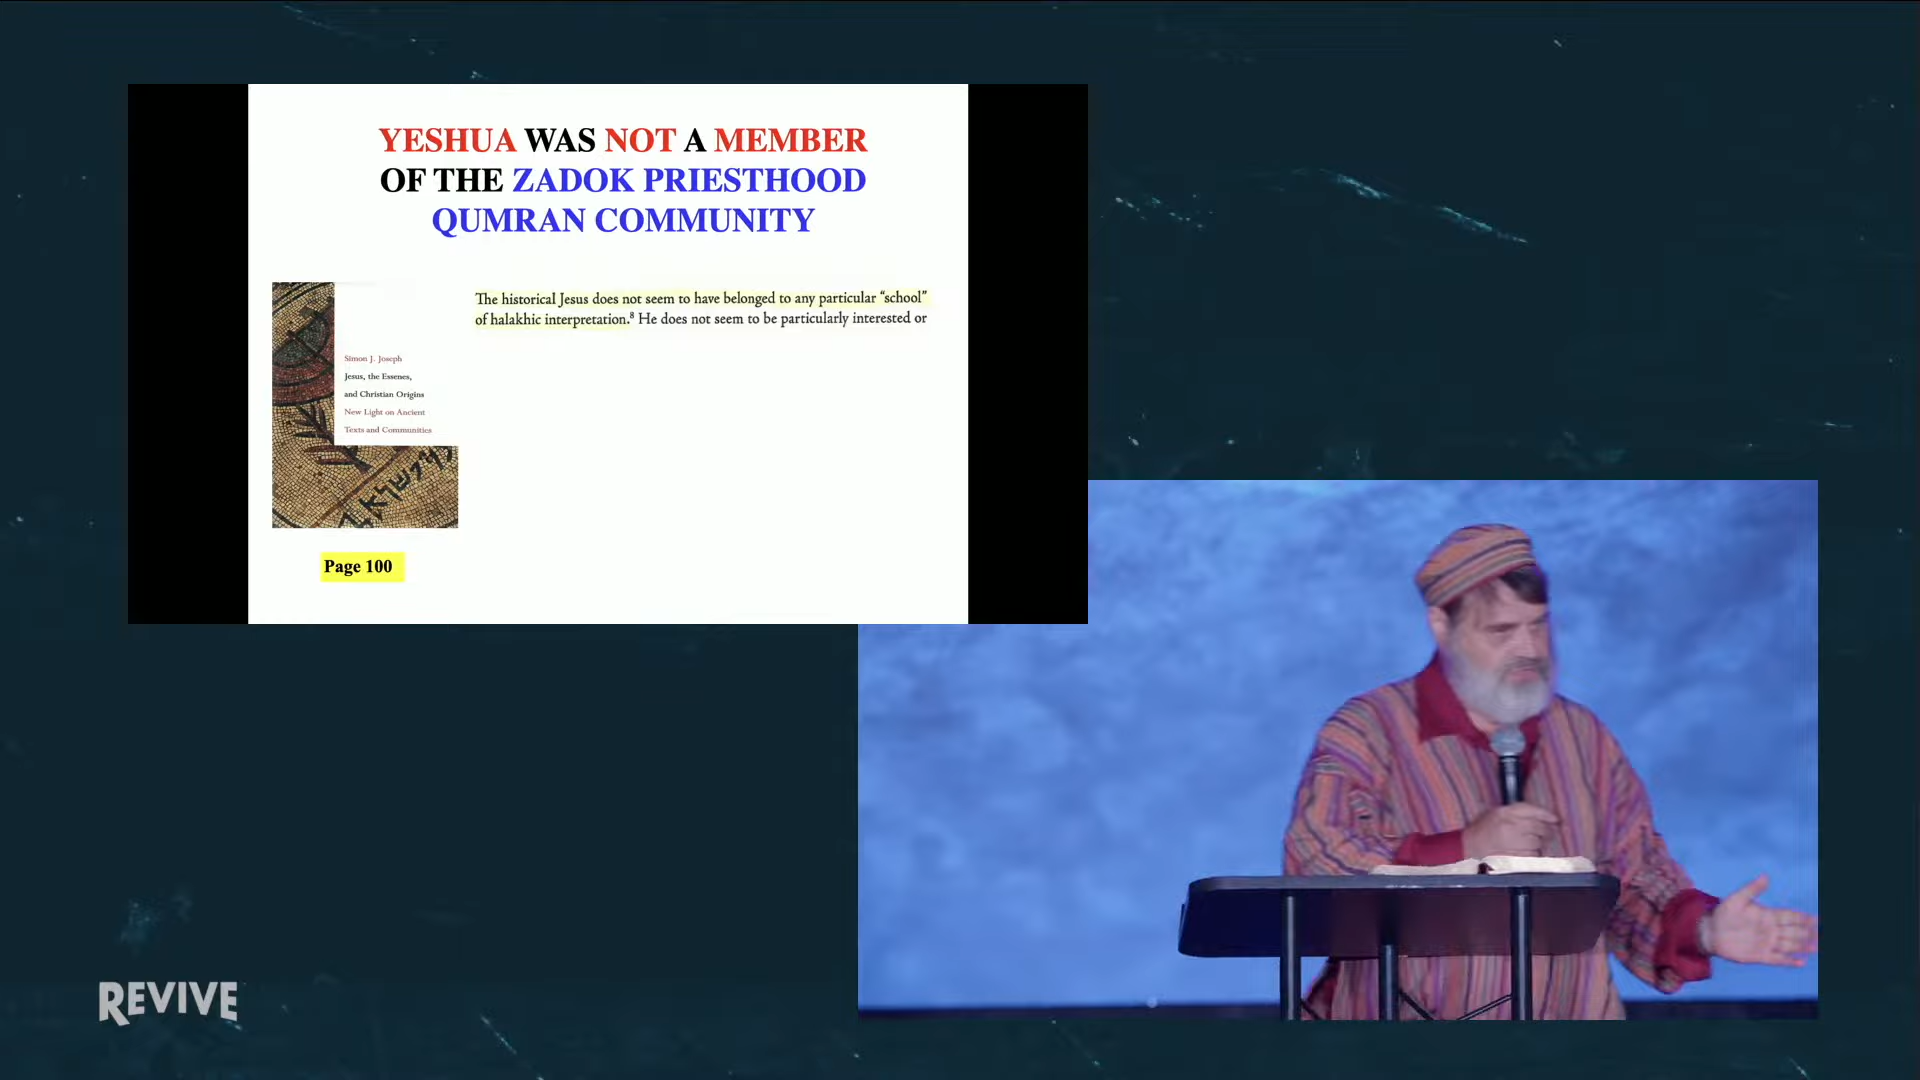 YESHUA WAS NOT A MEMBER
OF THE ZADOK PRIESTHOOD
QUMRAN COMMUNITY
The historical Jesus does not seem to have belonged to any particular “school”
of halakhic interpretation.⁸ He does not seem to be particularly interested or
Simon J. Joseph
Jesus, the Essenes,
and Christian Origins
New Light on Ancient
Texts and Communities
Page 100
REVIVE